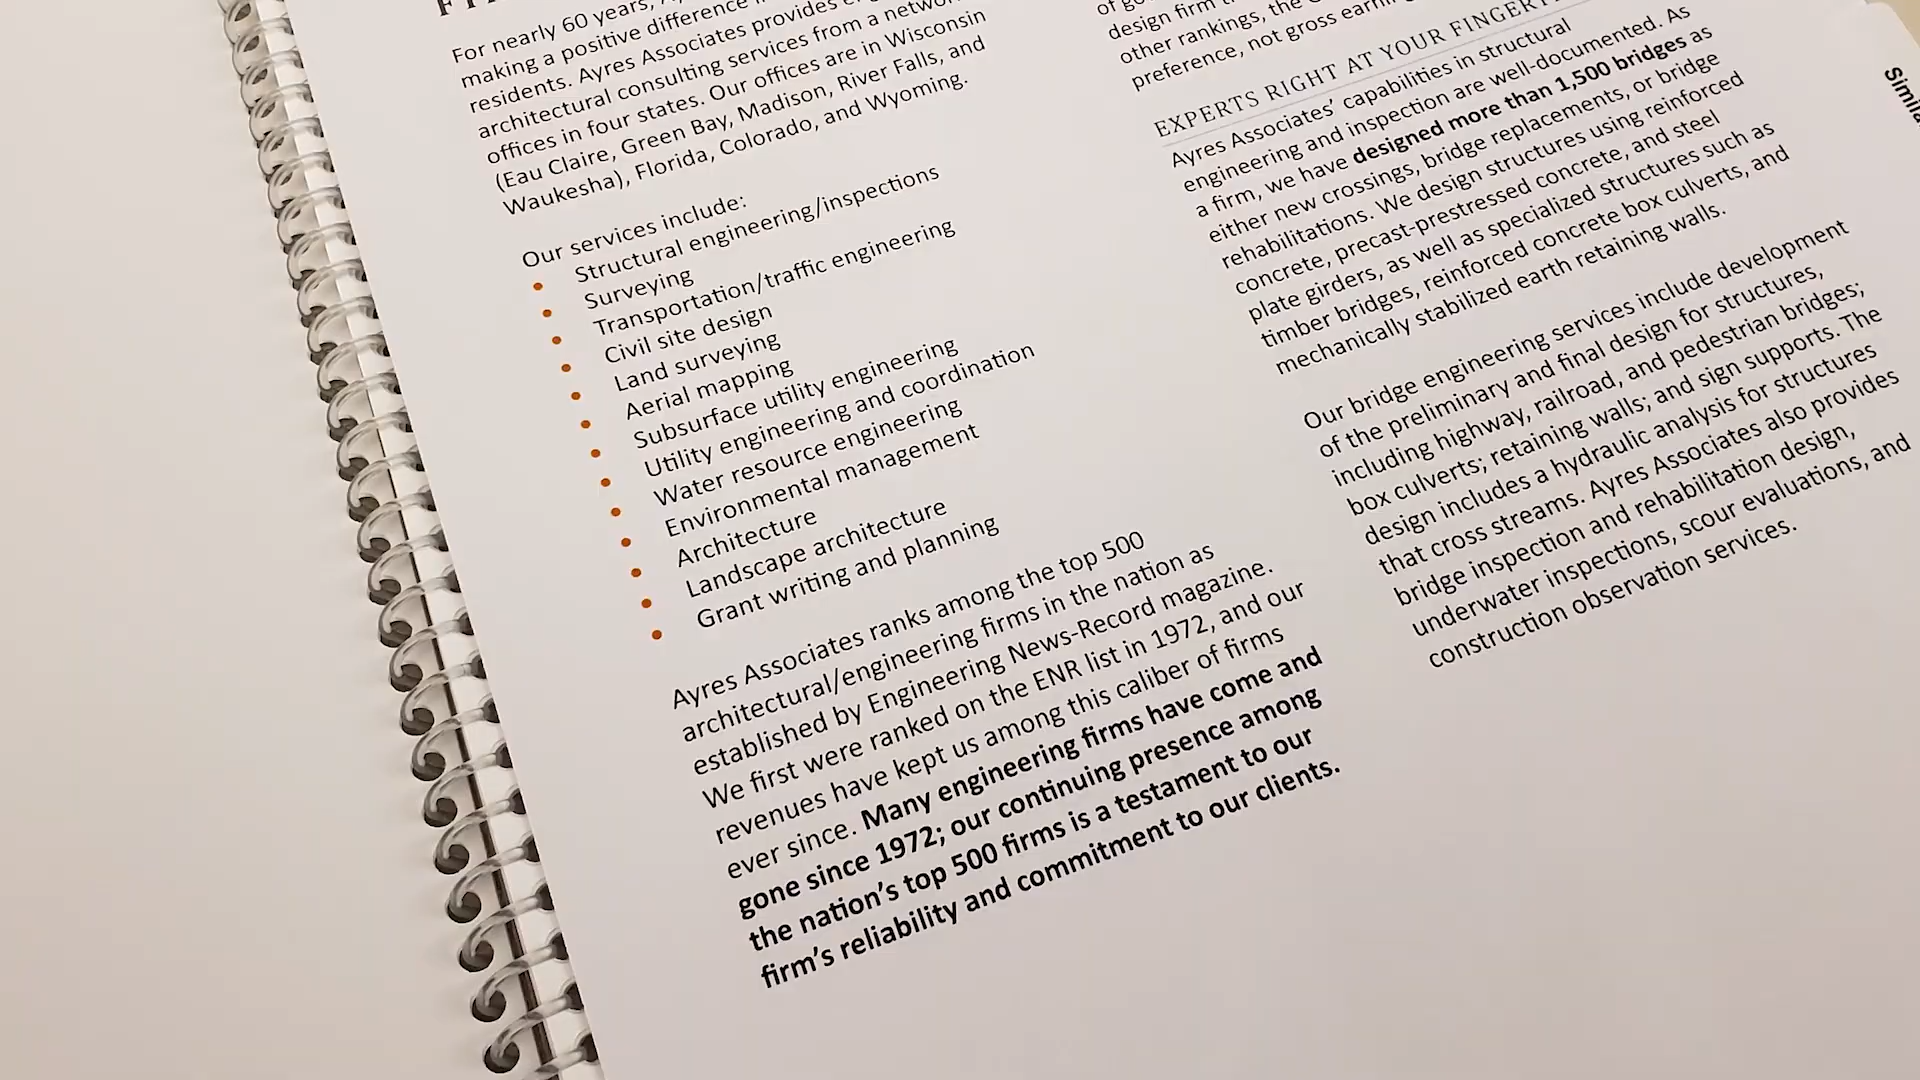 For nearly 60 years,
making a positive difference
residents. Ayres Associates provides
architectural consulting services from a network
offices in four states. Our offices are in Wisconsin
(Eau Claire, Green Bay, Madison, River Falls, and
Waukesha), Florida, Colorado, and Wyoming.
Our services include:
• Structural engineering/inspections
• Surveying
• Transportation/traffic engineering
• Civil site design
• Land surveying
• Aerial mapping
• Subsurface utility engineering
• Utility engineering and coordination
• Water resource engineering
• Environmental management
• Architecture
• Landscape architecture
• Grant writing and planning
Ayres Associates ranks among the top 500
architectural/engineering firms in the nation as
established by Engineering News-Record magazine.
We first were ranked on the ENR list in 1972, and our
revenues have kept us among this caliber of firms
ever since. Many engineering firms have come and
gone since 1972; our continuing presence among
the nation's top 500 firms is a testament to our
firm's reliability and commitment to our clients.
design firm
other rankings, the
preference, not gross
EXPERTS RIGHT AT YOUR
Ayres Associates' capabilities in structural
engineering and inspection are well-documented. As
a firm, we have designed more than 1,500 bridges as
either new crossings, bridge replacements, or bridge
rehabilitations. We design structures using reinforced
concrete, precast-prestressed concrete, and steel
plate girders, as well as specialized structures such as
timber bridges, reinforced concrete box culverts, and
mechanically stabilized earth retaining walls.
Our bridge engineering services include development
of the preliminary and final design for structures,
including highway, railroad, and pedestrian bridges;
box culverts; retaining walls; and sign supports. The
design includes a hydraulic analysis for structures
that cross streams. Ayres Associates also provides
bridge inspection and rehabilitation design,
underwater inspections, scour evaluations, and
construction observation services.